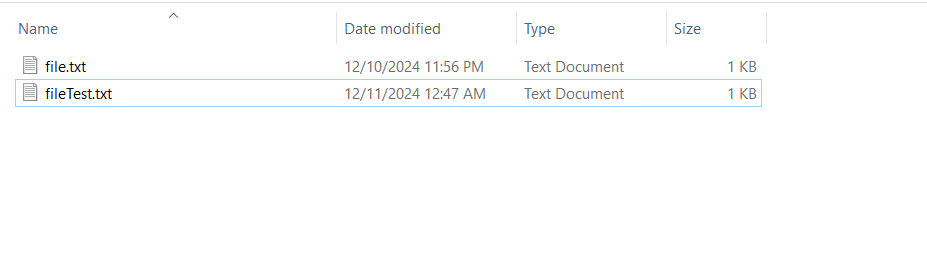 Name Date modified Type Size
file.txt 12/10/2024 11:56 PM Text Document 1 KB
fileTest.txt 12/11/2024 12:47 AM Text Document 1 KB